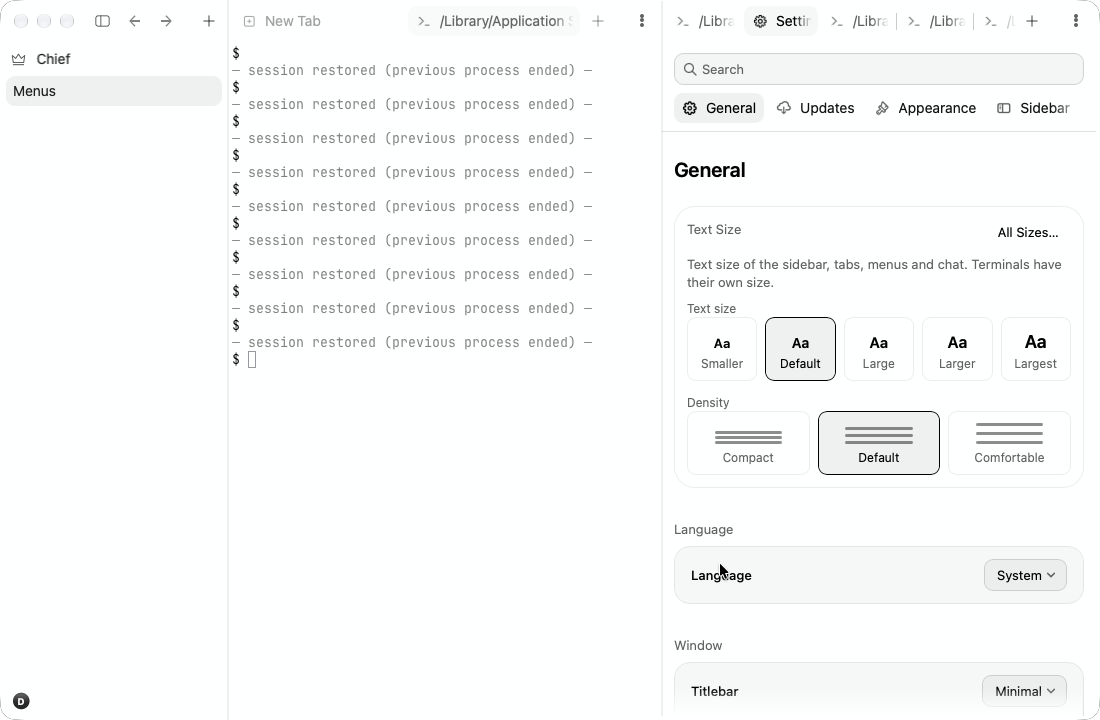 New Tab
/Library/Application
Settin
Chief
Menus
$
— session restored (previous process ended) —
$
— session restored (previous process ended) —
$
— session restored (previous process ended) —
$
— session restored (previous process ended) —
$
— session restored (previous process ended) —
$
— session restored (previous process ended) —
$
— session restored (previous process ended) —
$
— session restored (previous process ended) —
$
— session restored (previous process ended) —
$
D
Search
General
Updates
Appearance
Sidebar
General
Text Size
All Sizes...
Text size of the sidebar, tabs, menus and chat. Terminals have
their own size.
Text size
Aa Aa Aa Aa Aa
Smaller Default Large Larger Largest
Density
Compact Default Comfortable
Language
Language
System
Window
Titlebar
Minimal